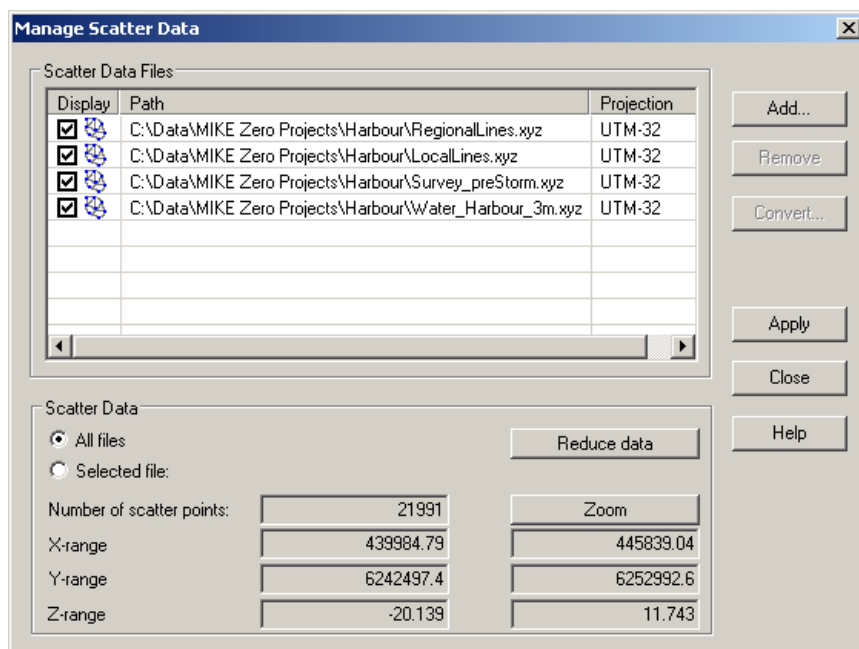 Manage Scatter Data
Scatter Data Files
Display Path Projection
C:\Data\MIKE Zero Projects\Harbour\RegionalLines.xyz UTM-32
C:\Data\MIKE Zero Projects\Harbour\LocalLines.xyz UTM-32
C:\Data\MIKE Zero Projects\Harbour\Survey_preStorm.xyz UTM-32
C:\Data\MIKE Zero Projects\Harbour\Water_Harbour_3m.xyz UTM-32
Add...
Remove
Convert...
Apply
Close
Help
Scatter Data
All files
Reduce data
Selected file:
Number of scatter points: 21991 Zoom
X-range 439984.79 445839.04
Y-range 6242497.4 6252992.6
Z-range -20.139 11.743